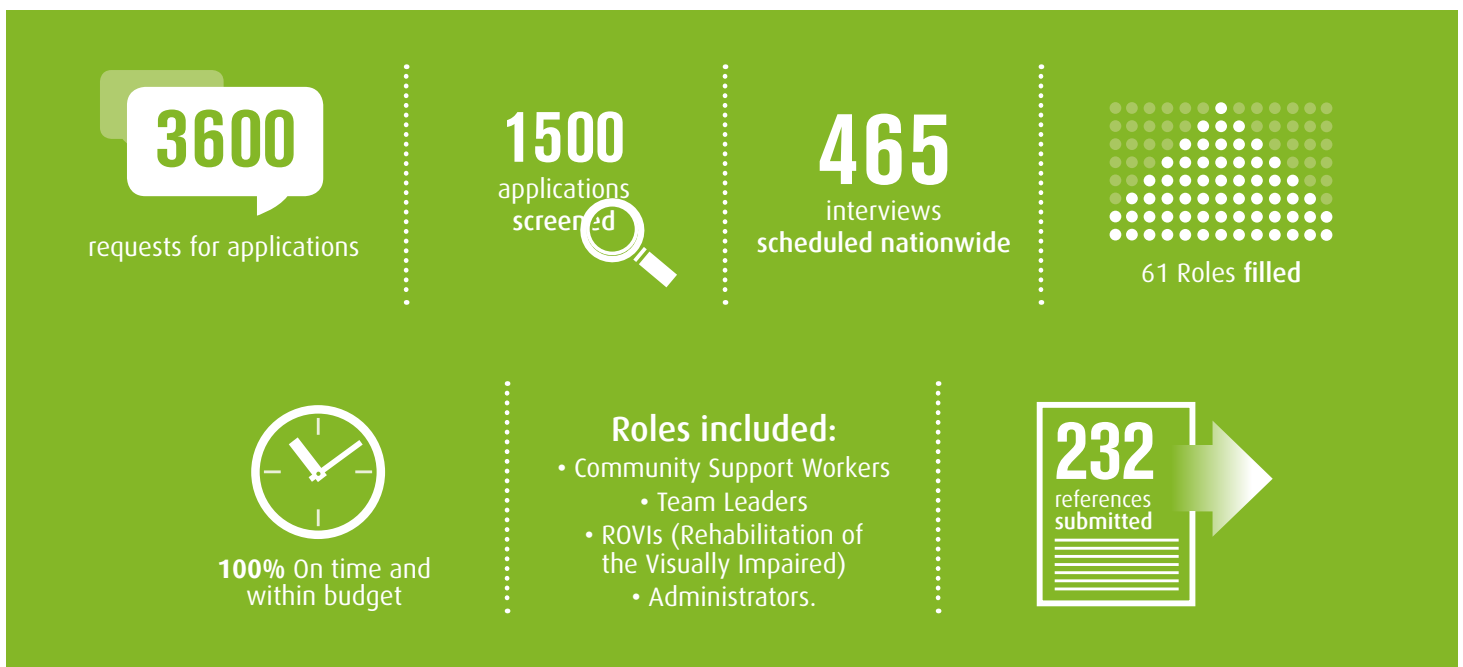 3600
requests for applications
1500
applications
screened
465
interviews
scheduled nationwide
61 Roles filled
100% On time and
within budget
Roles included:
• Community Support Workers
• Team Leaders
• ROVIs (Rehabilitation of
the Visually Impaired)
• Administrators.
232
references
submitted